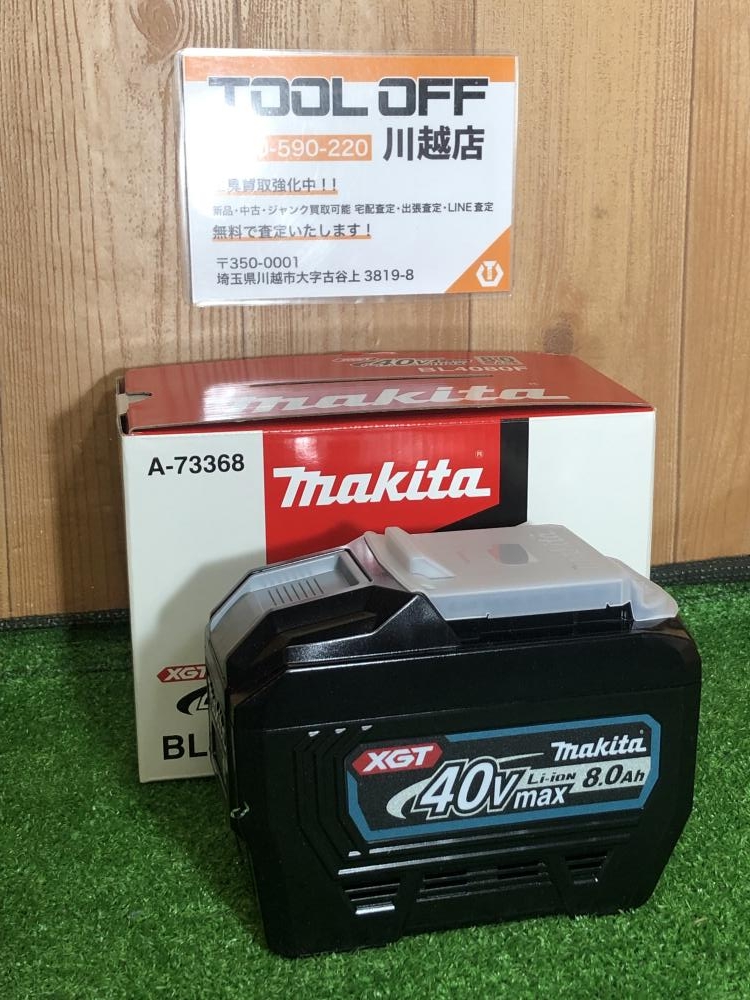 TOOL OFF
0-590-220 川越店
具買取強化中!!
新品・中古・ジャンク買取可能 宅配査定・出張査定・LINE査定
無料で査定いたします!
〒350-0001
埼玉県川越市大字古谷上 3819-8
40v
BL4080F
makita
A-73368
makita
XGT
BL
XGT
makita
40Vmax
Li-ion 8.0Ah